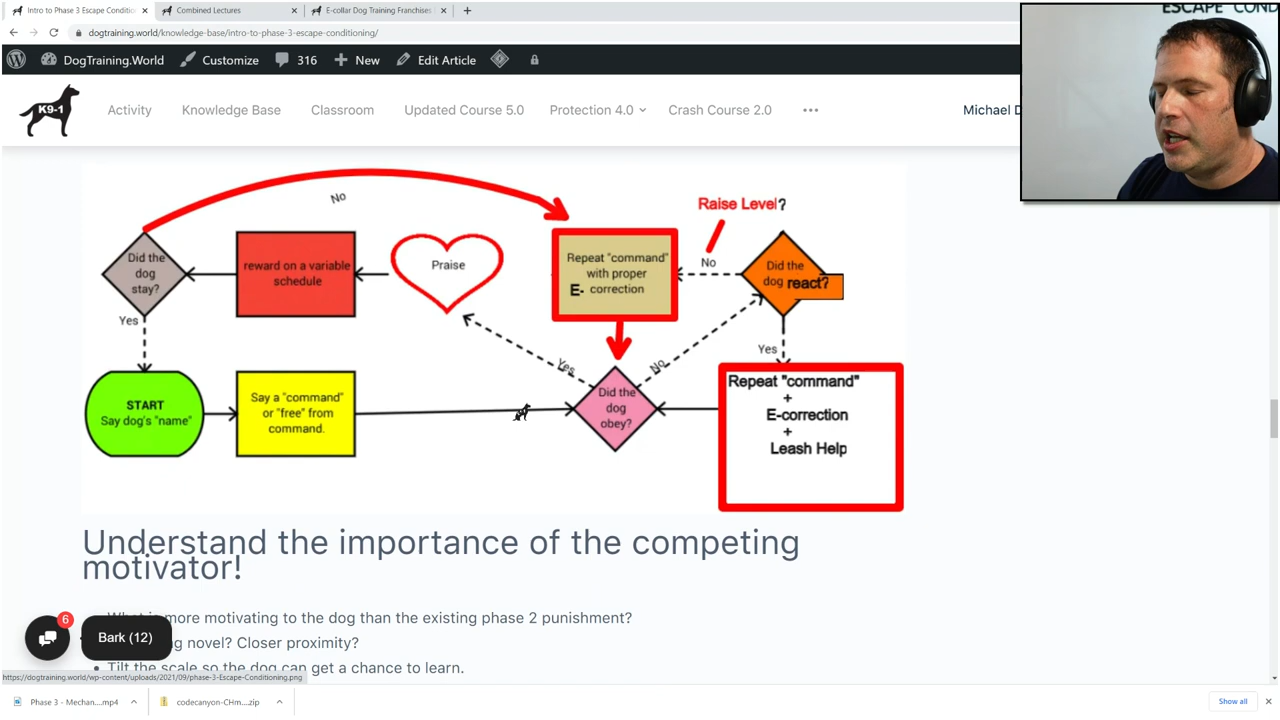 Intro to Phase 3 Escape Conditio
Combined Lectures
E-collar Dog Training Franchises
ESCAPE COND
dogtraining.world/knowledge-base/intro-to-phase-3-escape-conditioning/
DogTraining.World
Customize
316
New
Edit Article
K9-1
Activity
Knowledge Base
Classroom
Updated Course 5.0
Protection 4.0
Crash Course 2.0
Michael D
No
Raise Level?
Did the
dog
stay?
reward on a variable
schedule
Praise
Repeat "command"
with proper
E- correction
No
Did the
dog react?
Yes
Yes
No
Yes
START
Say dog's "name"
Say a "command"
or "free" from
command.
Did the
dog
obey?
Repeat "command"
+
E-correction
+
Leash Help
Understand the importance of the competing
motivator!
What is more motivating to the dog than the existing phase 2 punishment?
novel? Closer proximity?
Tilt the scale so the dog can get a chance to learn.
6
Bark (12)
https://dogtraining.world/wp-content/uploads/2021/09/phase-3-Escape-Conditioning.png
Phase 3 - Mechan....mp4
codecanyon-CHm....zip
Show all